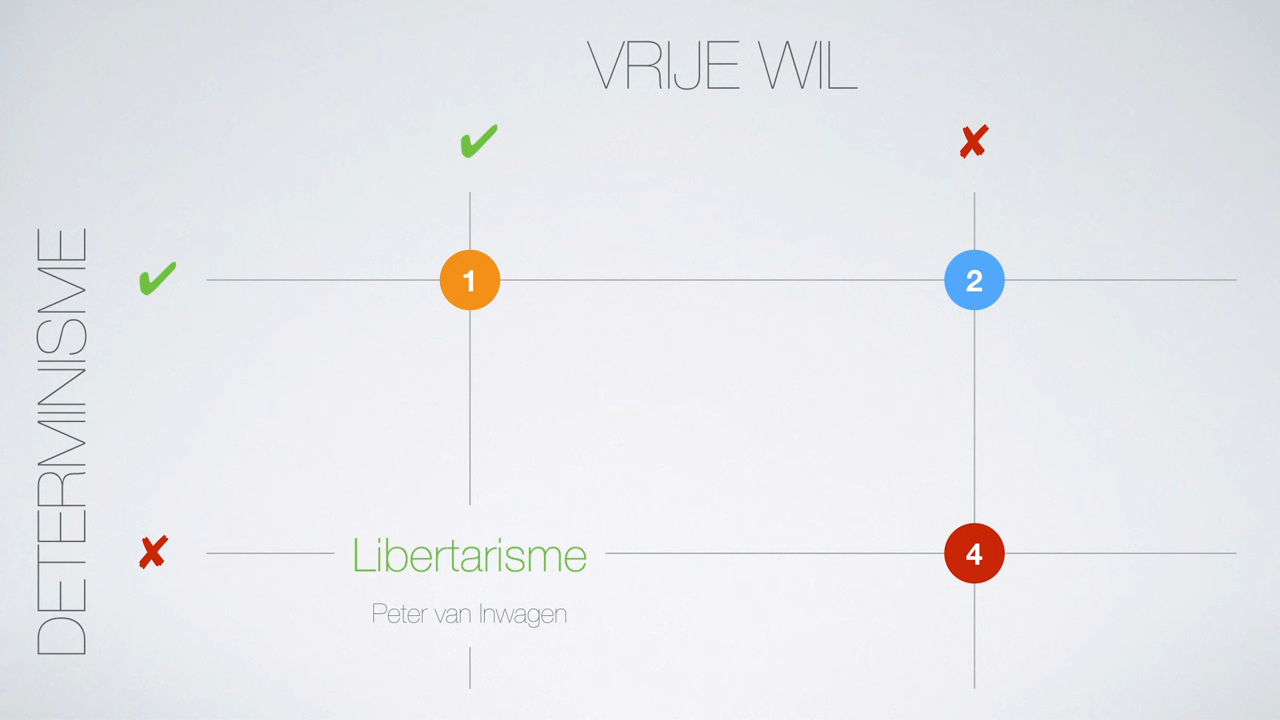 VRIJE WIL
✔ ✘
DETERMINISME
✔ 1 2
✘ Libertarisme 4
Peter van Inwagen